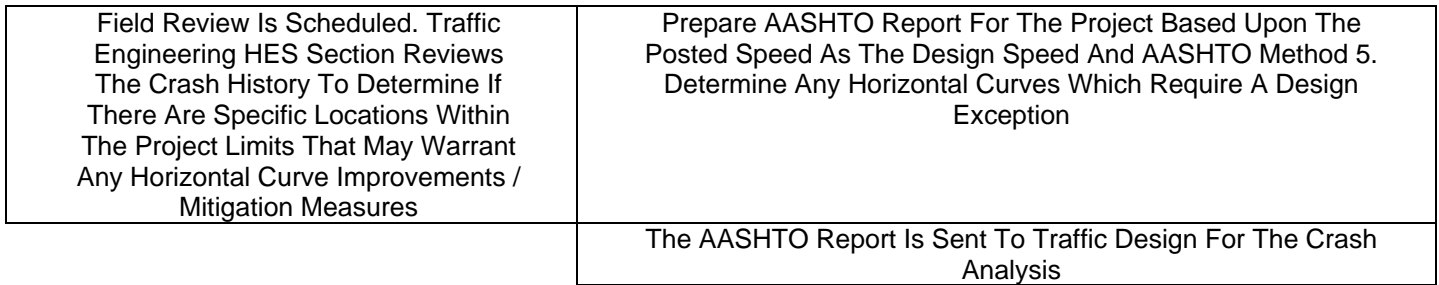 Field Review Is Scheduled. Traffic
Engineering HES Section Reviews
The Crash History To Determine If
There Are Specific Locations Within
The Project Limits That May Warrant
Any Horizontal Curve Improvements /
Mitigation Measures
Prepare AASHTO Report For The Project Based Upon The
Posted Speed As The Design Speed And AASHTO Method 5.
Determine Any Horizontal Curves Which Require A Design
Exception
The AASHTO Report Is Sent To Traffic Design For The Crash
Analysis